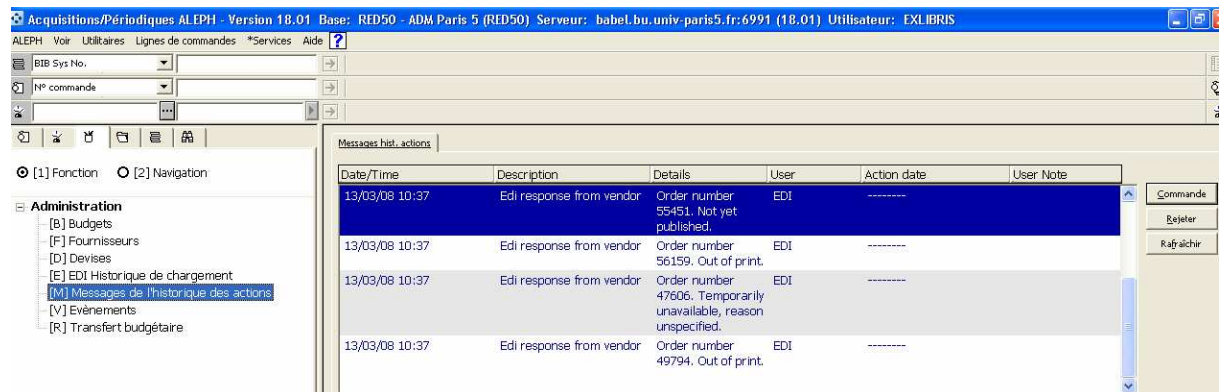 Acquisitions/Périodiques ALEPH - Version 18.01 Base: RED50 - ADM Paris 5 (RED50) Serveur: babel.bu.univ-paris5.fr:6991 (18.01) Utilisateur: EXLIBRIS
ALEPH Voir Utilitaires Lignes de commandes *Services Aide ?
BIB Sys No.
N° commande
...
[1] Fonction [2] Navigation
Administration
[B] Budgets
[F] Fournisseurs
[D] Devises
[E] EDI Historique de chargement
[M] Messages de l'historique des actions
[V] Evènements
[R] Transfert budgétaire
Messages hist. actions
Date/Time Description Details User Action date User Note
13/03/08 10:37 Edi response from vendor Order number EDI --------
55451. Not yet
published.
13/03/08 10:37 Edi response from vendor Order number EDI --------
56159. Out of print.
13/03/08 10:37 Edi response from vendor Order number EDI --------
47606. Temporarily
unavailable, reason
unspecified.
13/03/08 10:37 Edi response from vendor Order number EDI --------
49794. Out of print.
Commande
Rejeter
Rafraîchir